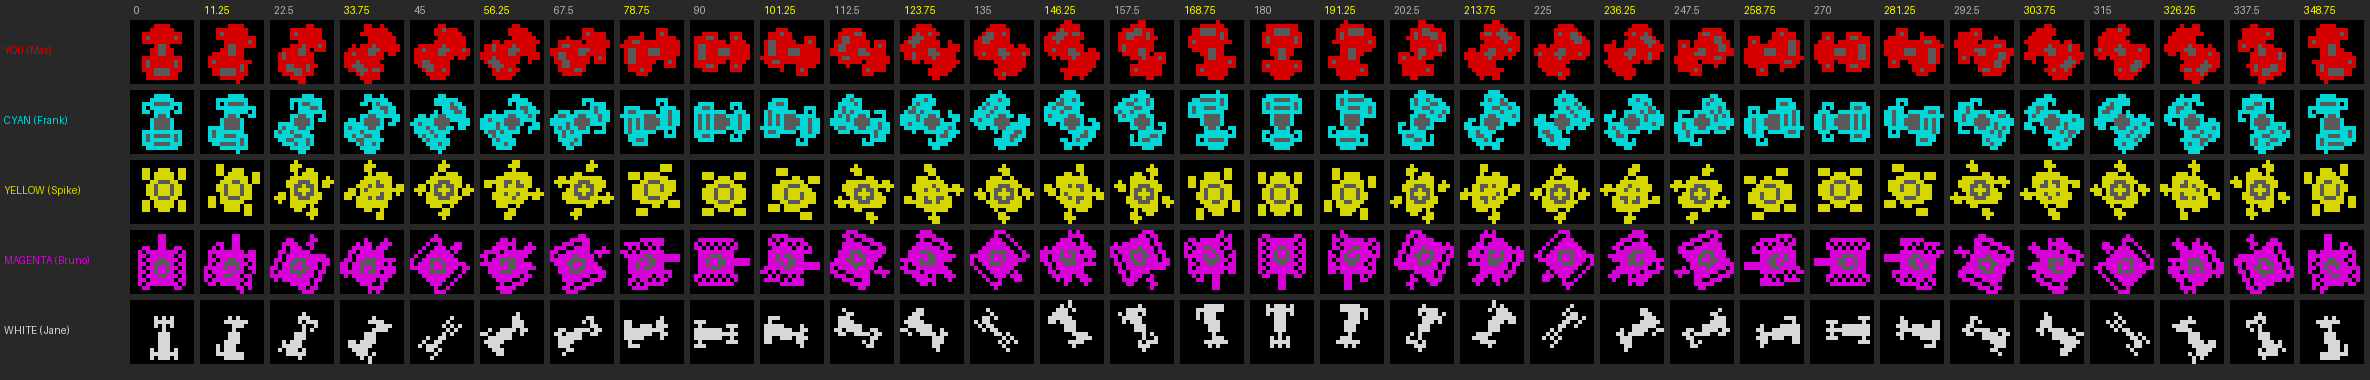 0 11.25 22.5 33.75 45 56.25 67.5 78.75 90 101.25 112.5 123.75 135 146.25 157.5 168.75 180 191.25 202.5 213.75 225 236.25 247.5 258.75 270 281.25 292.5 303.75 315 326.25 337.5 348.75
YOU (Max)
CYAN (Frank)
YELLOW (Spike)
MAGENTA (Bruno)
WHITE (Jane)